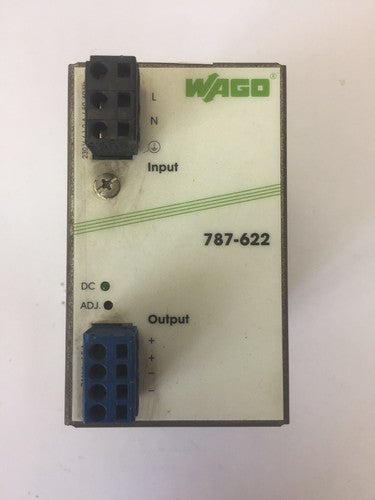 WAGO®
L
N
Input
787-622
DC
ADJ.
Output
+
+
-
-